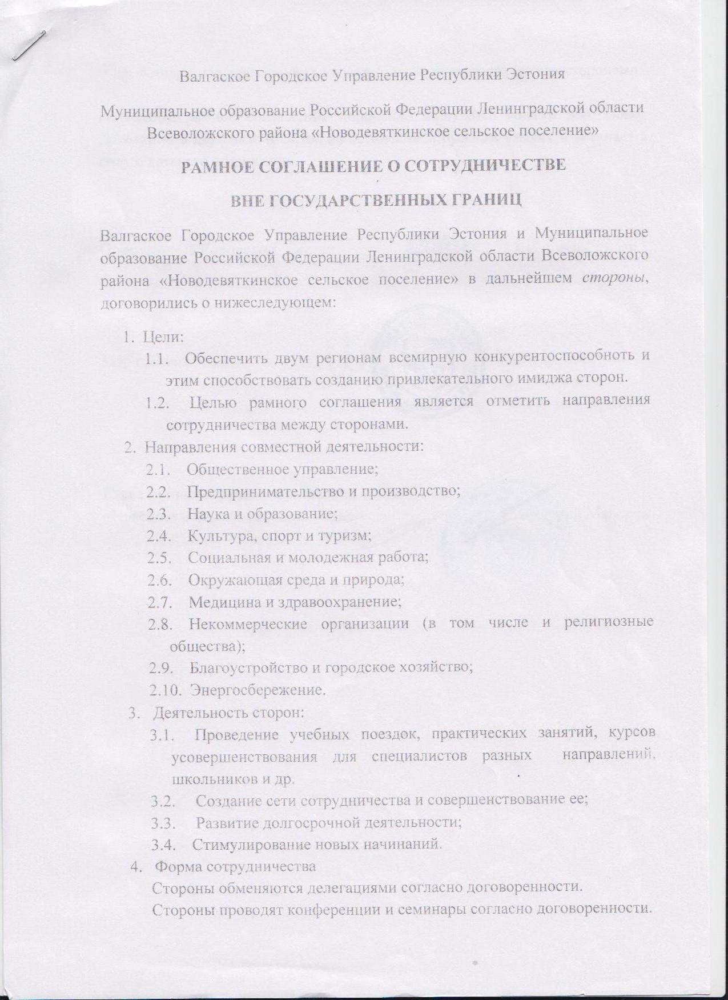 Валгаское Городское Управление Республики Эстония
Муниципальное образование Российской Федерации Ленинградской области
Всеволожского района «Новодевяткинское сельское поселение»
РАМНОЕ СОГЛАШЕНИЕ О СОТРУДНИЧЕСТВЕ
ВНЕ ГОСУДАРСТВЕННЫХ ГРАНИЦ
Валгаское Городское Управление Республики Эстония и Муниципальное
образование Российской Федерации Ленинградской области Всеволожского
района «Новодевяткинское сельское поселение» в дальнейшем стороны,
договорились о нижеследующем:
1. Цели:
1.1. Обеспечить двум регионам всемирную конкурентоспособноть и
этим способствовать созданию привлекательного имиджа сторон.
1.2. Целью рамного соглашения является отметить направления
сотрудничества между сторонами.
2. Направления совместной деятельности:
2.1. Общественное управление;
2.2. Предпринимательство и производство;
2.3. Наука и образование;
2.4. Культура, спорт и туризм;
2.5. Социальная и молодежная работа;
2.6. Окружающая среда и природа;
2.7. Медицина и здравоохранение;
2.8. Некоммерческие организации (в том числе и религиозные
общества);
2.9. Благоустройство и городское хозяйство;
2.10. Энергосбережение.
3. Деятельность сторон:
3.1. Проведение учебных поездок, практических занятий, курсов
усовершенствования для специалистов разных направлений.
школьников и др.
3.2. Создание сети сотрудничества и совершенствование ее;
3.3. Развитие долгосрочной деятельности;
3.4. Стимулирование новых начинаний.
4. Форма сотрудничества
Стороны обменяются делегациями согласно договоренности.
Стороны проводят конференции и семинары согласно договоренности.